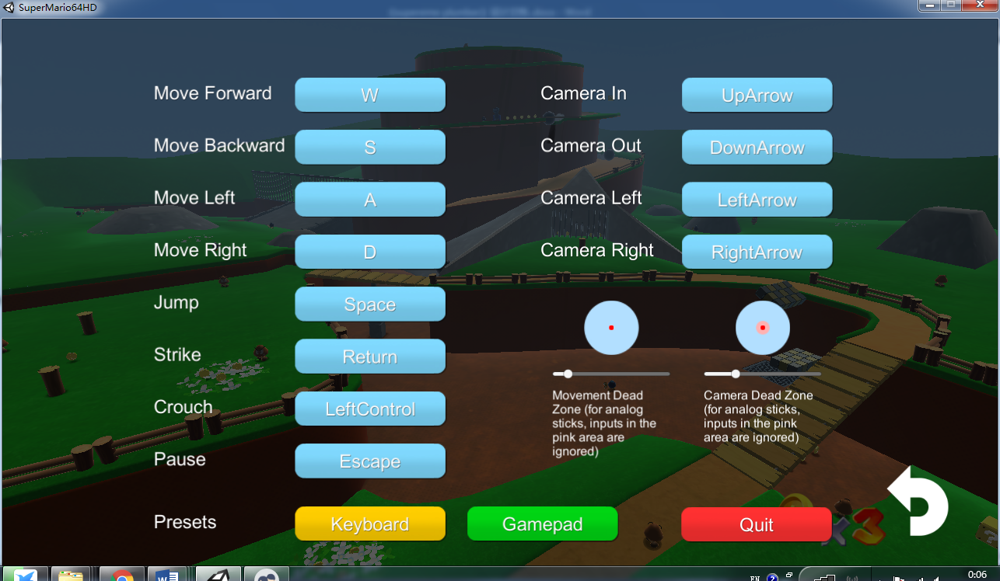 SuperMario64HD
Move Forward
W
Camera In
UpArrow
Move Backward
S
Camera Out
DownArrow
Move Left
A
Camera Left
LeftArrow
Move Right
D
Camera Right
RightArrow
Jump
Space
Strike
Return
Crouch
LeftControl
Pause
Escape
Movement Dead
Zone (for analog
sticks, inputs in the
pink area are
ignored)
Camera Dead Zone
(for analog sticks,
inputs in the pink
area are ignored)
Presets
Keyboard
Gamepad
Quit
x3
EN
0:06